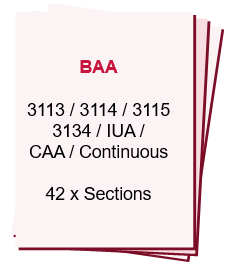 BAA
3113 / 3114 / 3115
3134 / IUA /
CAA / Continuous
42 x Sections